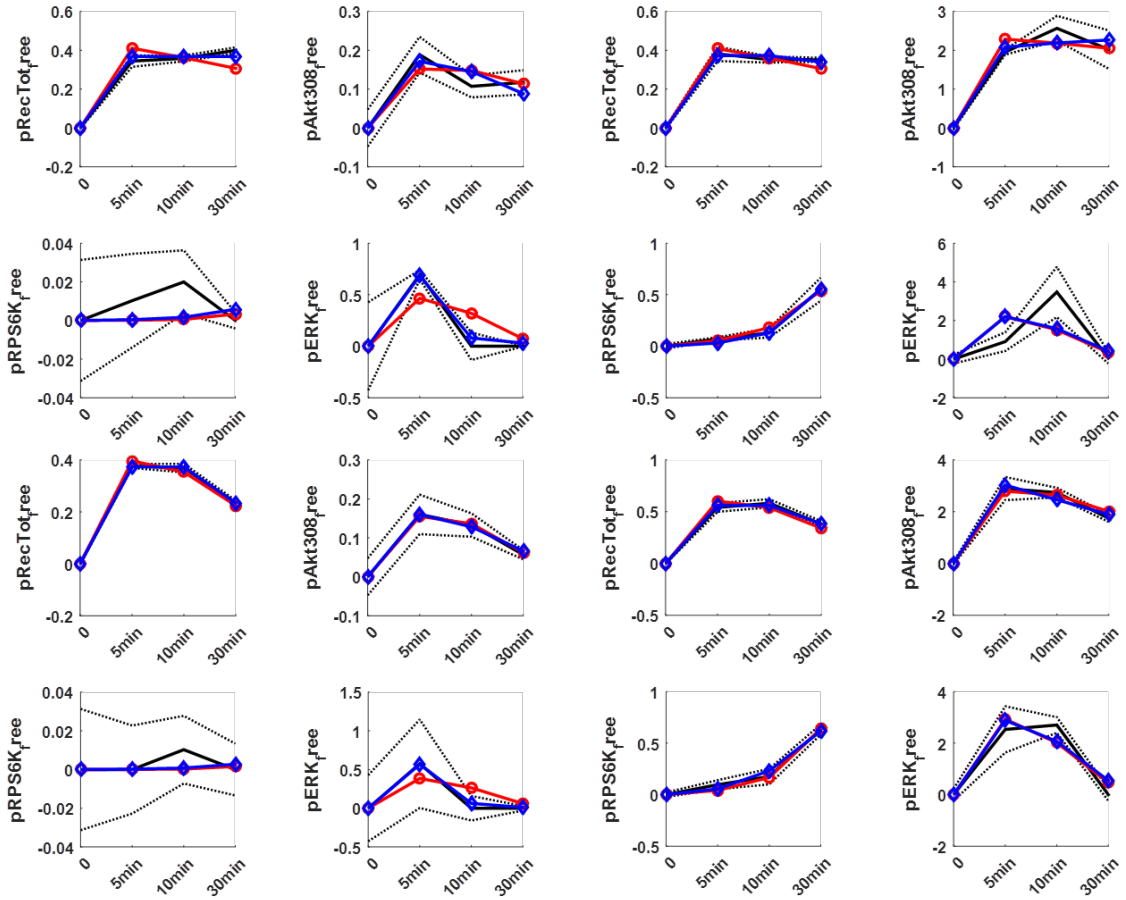 pRecTot_free
0.6
0.4
0.2
0
-0.2
0 5min 10min 30min
pAkt308_free
0.3
0.2
0.1
0
-0.1
0 5min 10min 30min
pRecTot_free
0.6
0.4
0.2
0
-0.2
0 5min 10min 30min
pAkt308_free
3
2
1
0
-1
0 5min 10min 30min
pRPS6K_free
0.04
0.02
0
-0.02
-0.04
0 5min 10min 30min
pERK_free
1
0.5
0
-0.5
0 5min 10min 30min
pRPS6K_free
1
0.5
0
-0.5
0 5min 10min 30min
pERK_free
6
4
2
0
-2
0 5min 10min 30min
pRecTot_free
0.4
0.2
0
-0.2
0 5min 10min 30min
pAkt308_free
0.3
0.2
0.1
0
-0.1
0 5min 10min 30min
pRecTot_free
1
0.5
0
-0.5
0 5min 10min 30min
pAkt308_free
4
2
0
-2
0 5min 10min 30min
pRPS6K_free
0.04
0.02
0
-0.02
-0.04
0 5min 10min 30min
pERK_free
1.5
1
0.5
0
-0.5
0 5min 10min 30min
pRPS6K_free
1
0.5
0
-0.5
0 5min 10min 30min
pERK_free
4
2
0
-2
0 5min 10min 30min